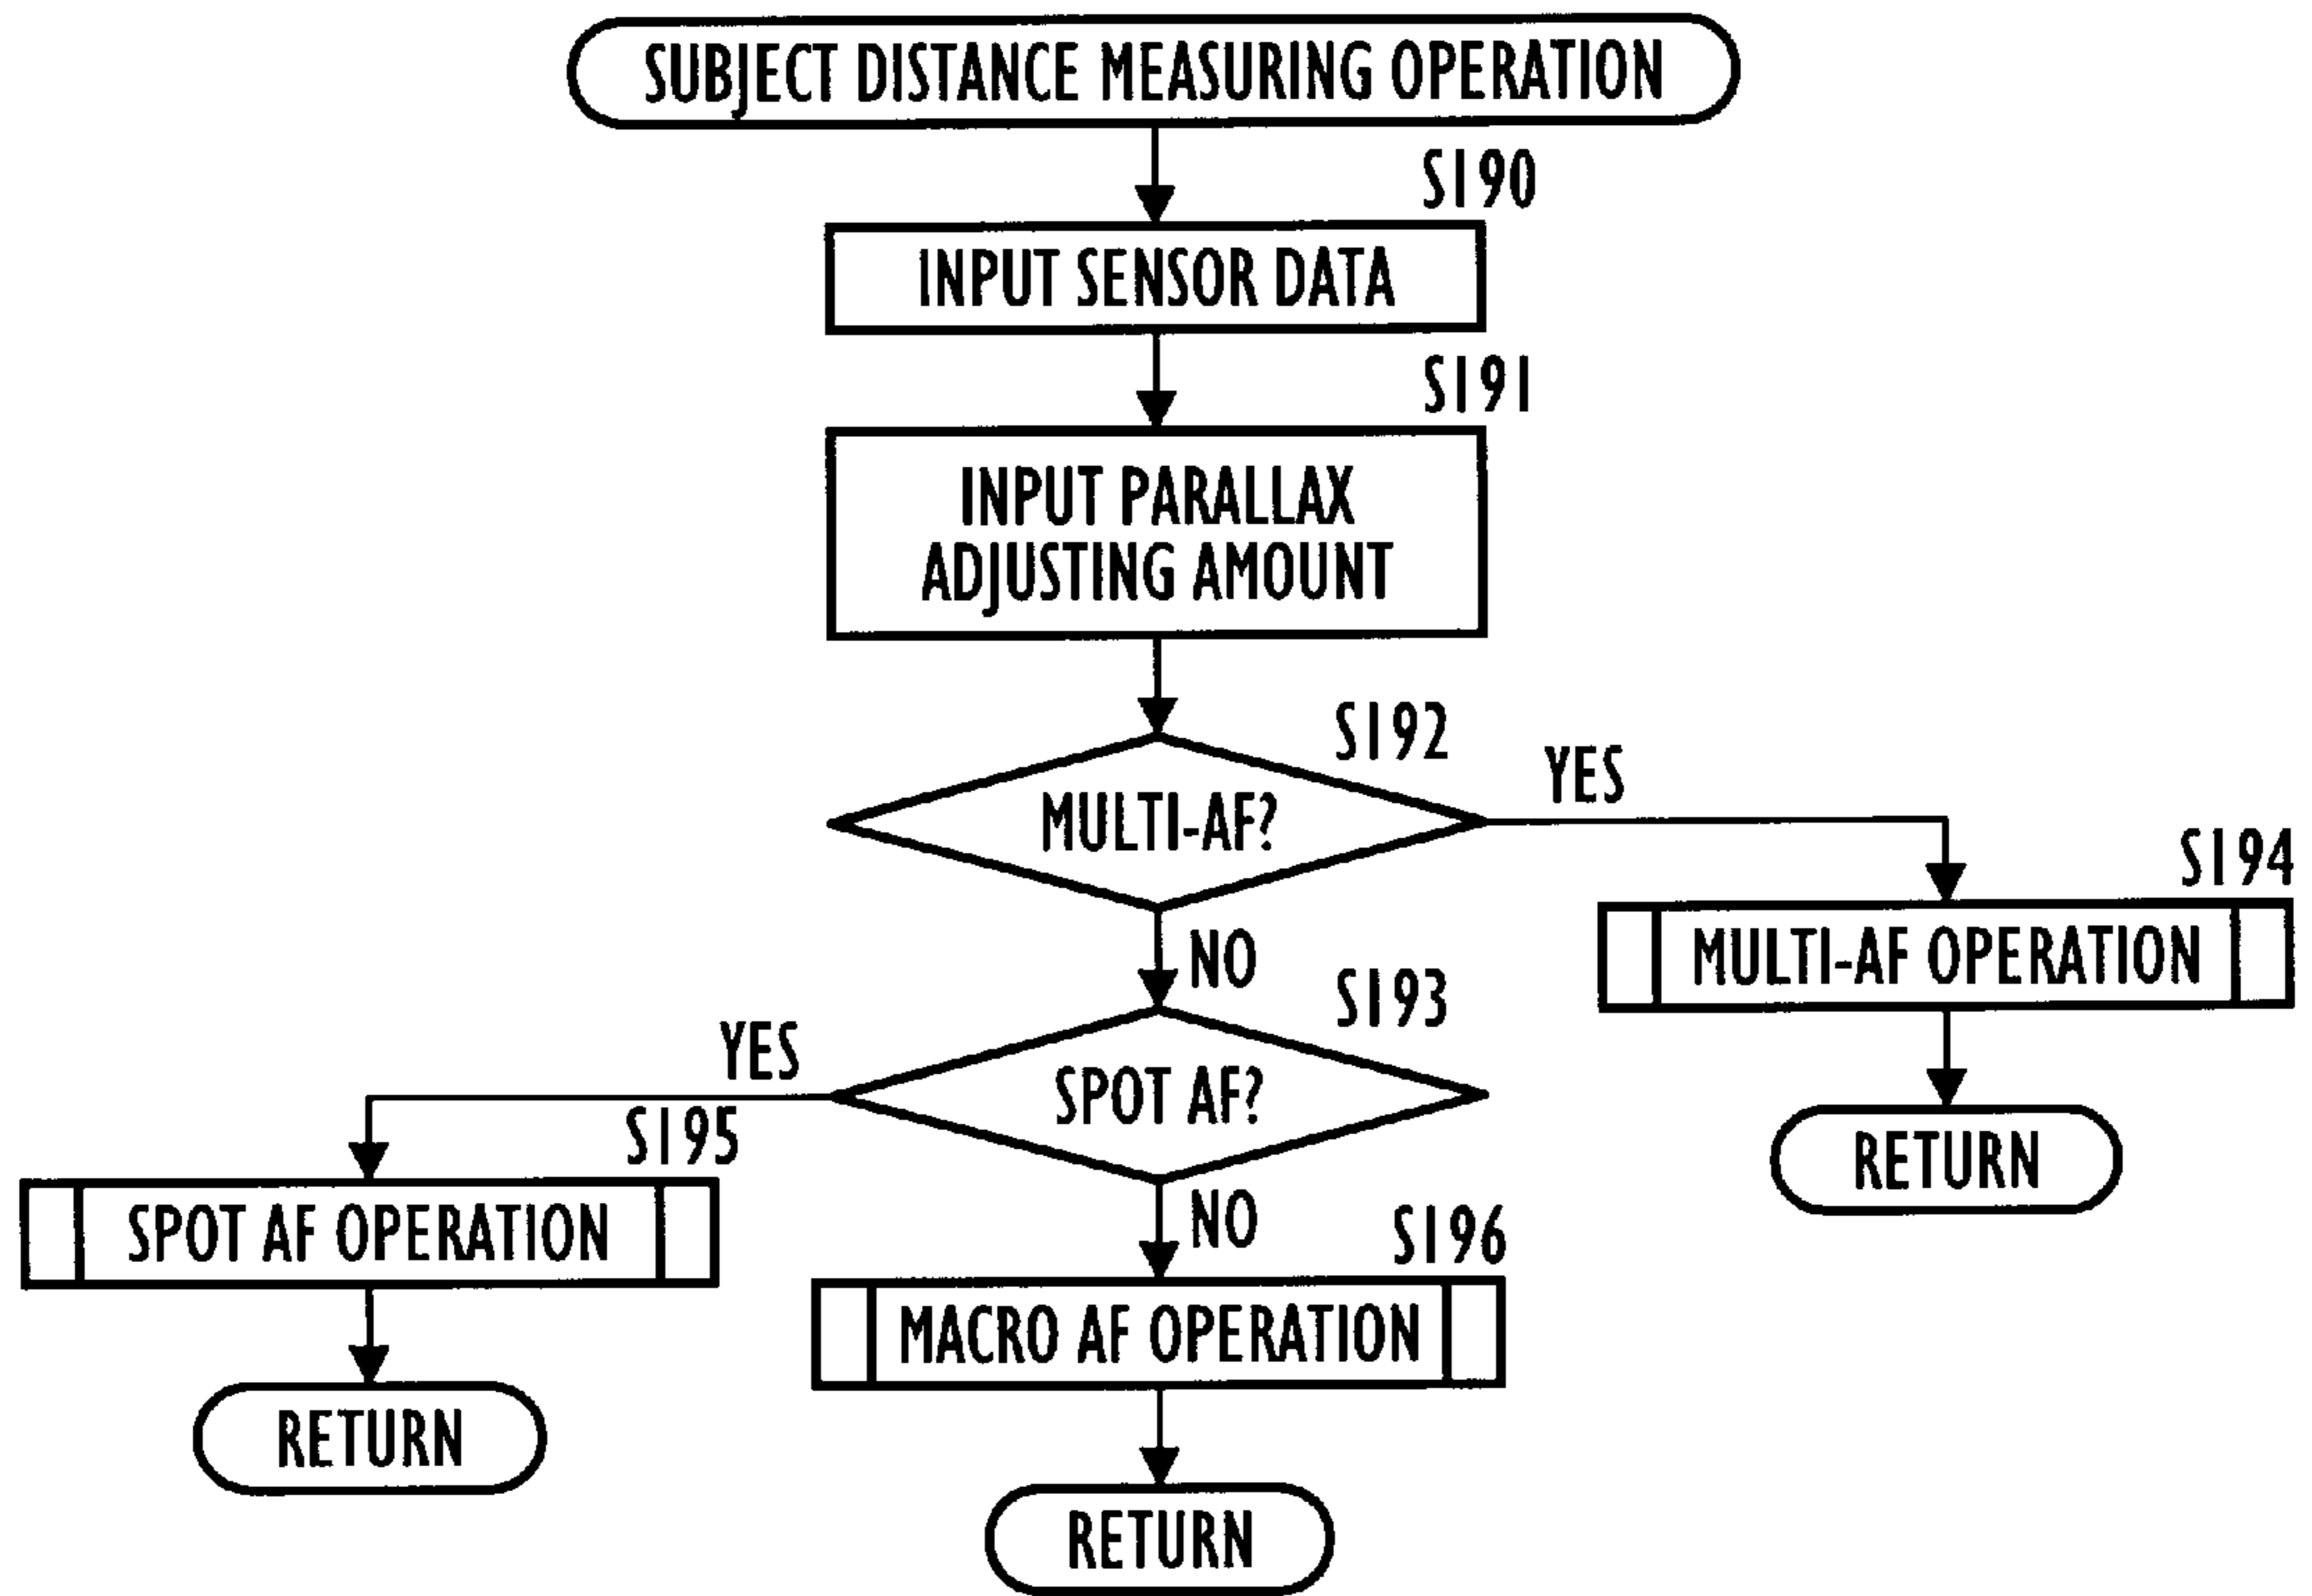 SUBJECT DISTANCE MEASURING OPERATION
S190
INPUT SENSOR DATA
S191
INPUT PARALLAX
ADJUSTING AMOUNT
S192
MULTI-AF?
YES
S194
MULTI-AF OPERATION
RETURN
NO
S193
SPOT AF?
YES
S195
SPOT AF OPERATION
RETURN
NO
S196
MACRO AF OPERATION
RETURN